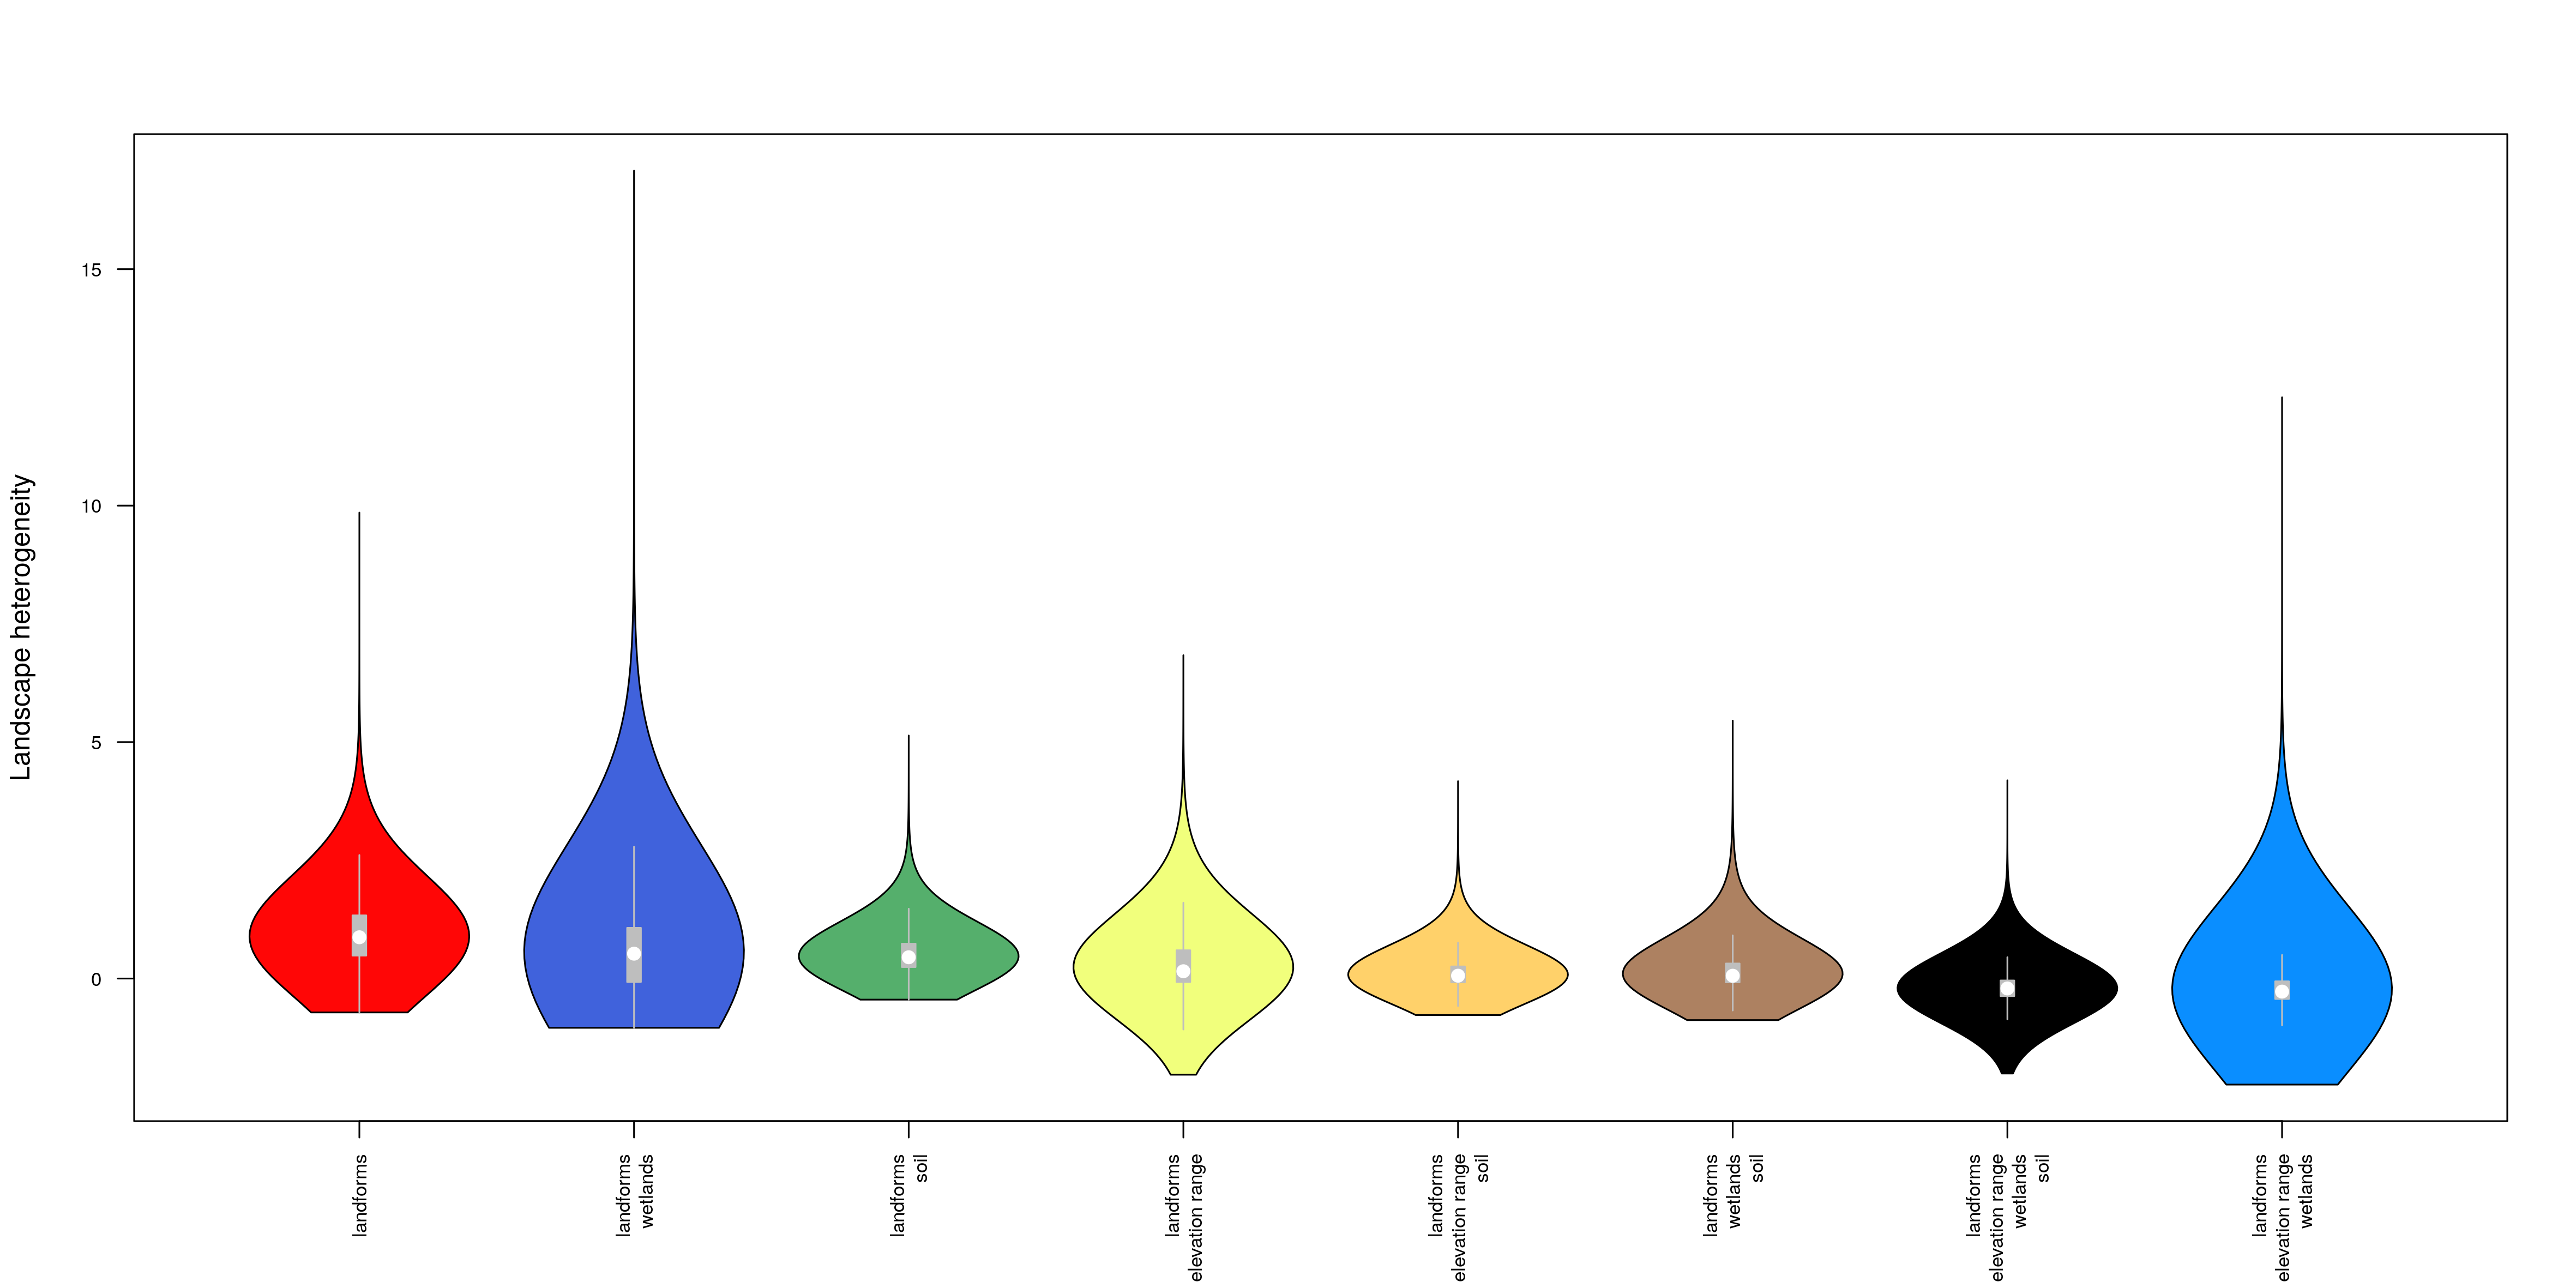 Landscape heterogeneity
15
10
5
0
landforms
landforms
wetlands
landforms
soil
landforms
elevation range
landforms
elevation range
soil
landforms
wetlands
soil
landforms
elevation range
wetlands
soil
landforms
elevation range
wetlands